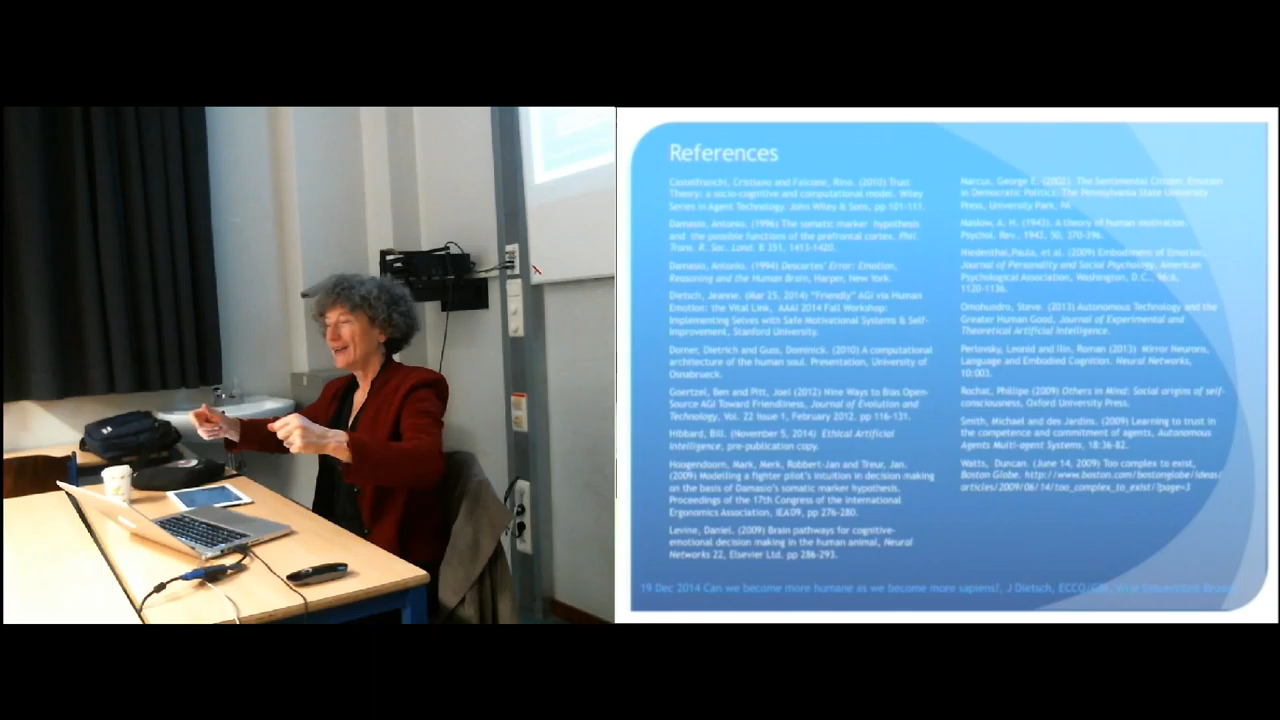 References
Castelfranchi, Cristiano and Falcone, Rino. (2010) Trust
Theory: a socio-cognitive and computational model. Wiley
Series in Agent Technology. John Wiley & Sons, pp 101-111.
Damasio, Antonio. (1996) The somatic marker hypothesis
and the possible functions of the prefrontal cortex. Phil.
Trans. R. Soc. Lond. B 351, 1413-1420.
Damasio, Antonio. (1994) Descartes' Error: Emotion,
Reasoning and the Human Brain, Harper, New York.
Dietsch, Jeanne. (Mar 25, 2014) "Friendly" AGI via Human
Emotion: the Vital Link, AAAI 2014 Fall Workshop:
Implementing Selves with Safe Motivational Systems & Self-
Improvement, Stanford University.
Dorner, Dietrich and Guss, Dominick. (2010) A computational
architecture of the human soul. Presentation, University of
Osnabrueck.
Goertzel, Ben and Pitt, Joel (2012) Nine Ways to Bias Open-
Source AGI Toward Friendliness, Journal of Evolution and
Technology, Vol. 22 Issue 1, February 2012. pp 116-131.
Hibbard, Bill. (November 5, 2014) Ethical Artificial
Intelligence, pre-publication copy.
Hoogendoorn, Mark, Merk, Robbert-Jan and Treur, Jan.
(2009) Modelling a fighter pilot's intuition in decision making
on the basis of Damasio's somatic marker hypothesis.
Proceedings of the 17th Congress of the International
Ergonomics Association, IEA'09, pp 276-280.
Levine, Daniel. (2009) Brain pathways for cognitive-
emotional decision making in the human animal, Neural
Networks 22, Elsevier Ltd. pp 286-293.
Marcus, George E. (2002) The Sentimental Citizen: Emotion
in Democratic Politics. The Pennsylvania State University
Press, University Park, PA
Maslow, A. H. (1943). A theory of human motivation.
Psychol. Rev., 1943, 50, 370-396.
Niedenthal, Paula, et al. (2009) Embodiment of Emotion,
Journal of Personality and Social Psychology, American
Psychological Association, Washington, D.C.,
1120-1136.
Omohundro, Steve. (2013) Autonomous Technology and the
Greater Human Good, Journal of Experimental and
Theoretical Artificial Intelligence.
Perlovsky, Leonid and Ilin, Roman (2013) Mirror Neurons,
Language and Embodied Cognition. Neural Networks,
10:003.
Rochat, Phillipe (2009) Others in Mind: Social origins of self-
consciousness, Oxford University Press.
Smith, Michael and des Jardins. (2009) Learning to trust in
the competence and commitment of agents, Autonomous
Agents Multi-agent Systems, 18:36-82.
Watts, Duncan. (June 14, 2009) Too complex to exist,
Boston Globe. http://www.boston.com/bostonglobe/ideas/
articles/2009/06/14/too_complex_to_exist/?page=3
19 Dec 2014 Can we become more humane as we become more sapiens?, J Dietsch, ECCO/GBI, Vrije Universiteit Brussel